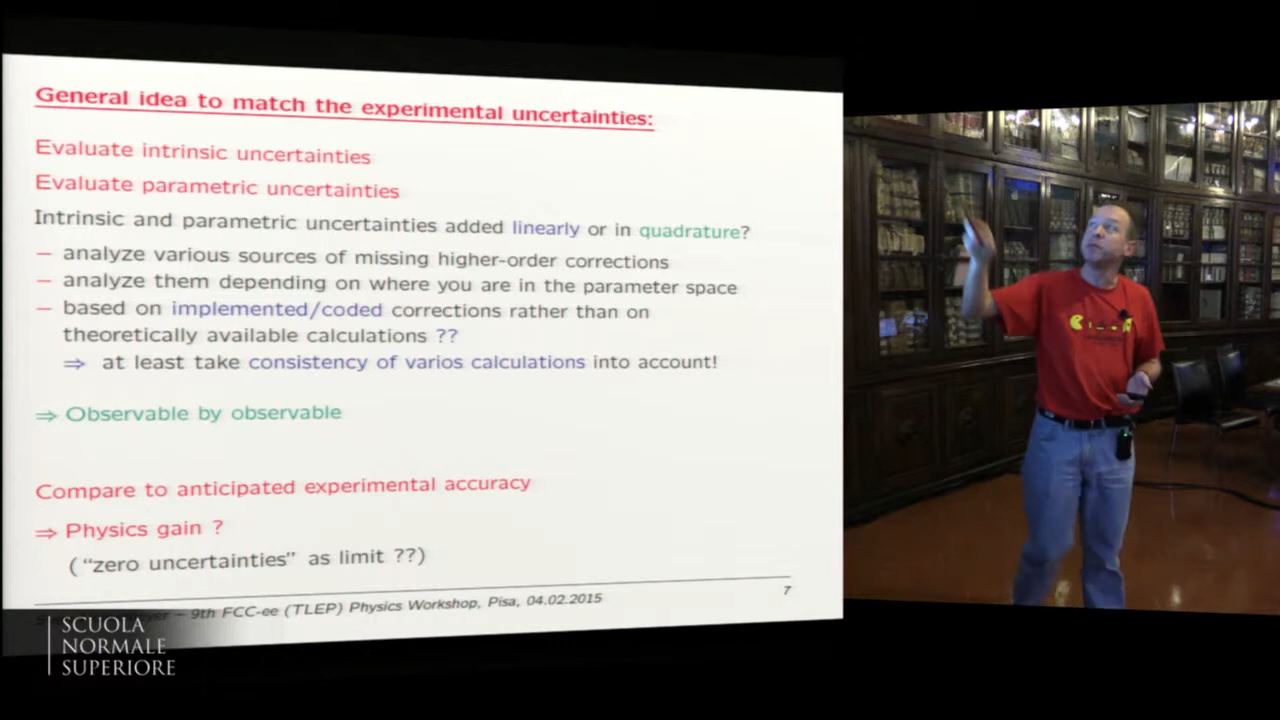 General idea to match the experimental uncertainties:
Evaluate intrinsic uncertainties
Evaluate parametric uncertainties
Intrinsic and parametric uncertainties added linearly or in quadrature?
– analyze various sources of missing higher-order corrections
– analyze them depending on where you are in the parameter space
– based on implemented/coded corrections rather than on
theoretically available calculations ??
⇒ at least take consistency of varios calculations into account!
⇒ Observable by observable
Compare to anticipated experimental accuracy
⇒ Physics gain ?
("zero uncertainties" as limit ??)
– 9th FCC-ee (TLEP) Physics Workshop, Pisa, 04.02.2015
7
SCUOLA
NORMALE
SUPERIORE